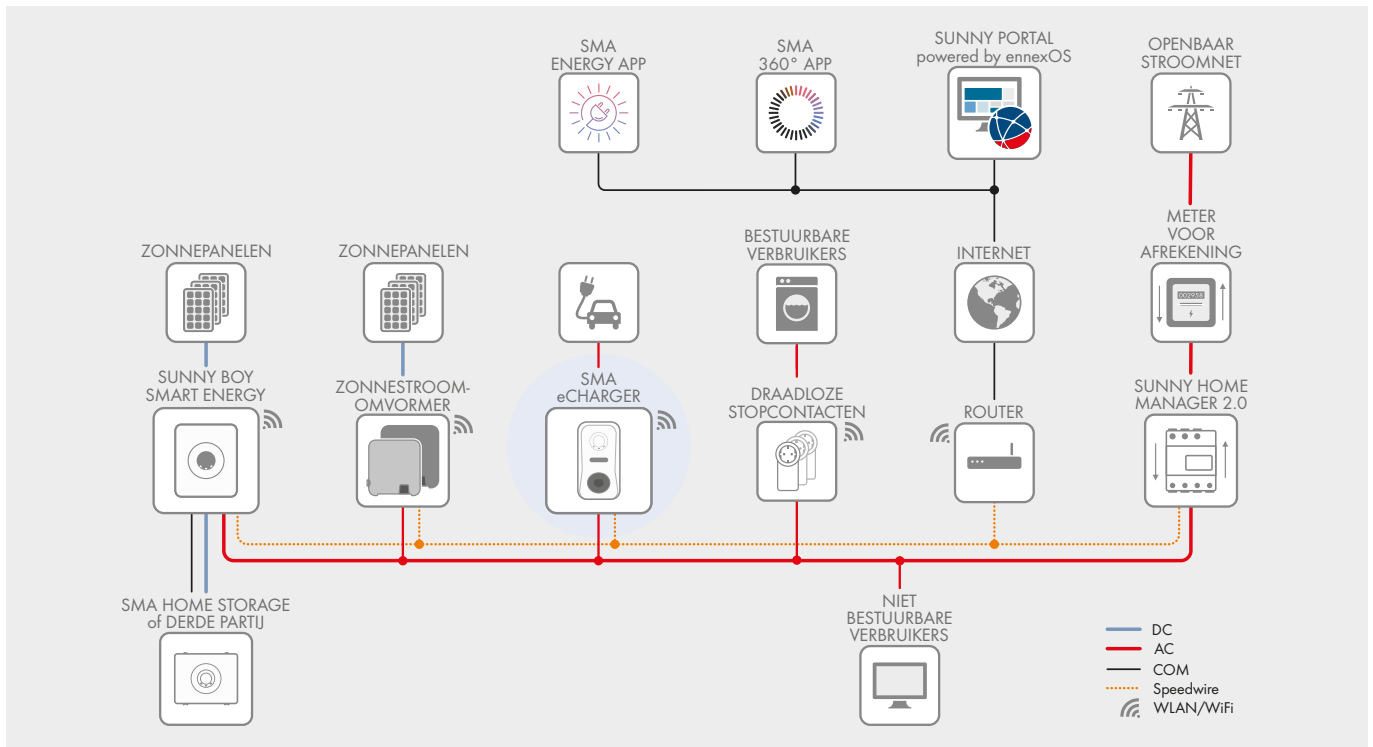 SMA
ENERGY APP
SMA
360° APP
SUNNY PORTAL
powered by ennexOS
OPENBAAR
STROOMNET
METER
VOOR
AFREKENING
ZONNEPANELEN
ZONNEPANELEN
BESTUURBARE
VERBRUIKERS
INTERNET
SUNNY BOY
SMART ENERGY
ZONNESTROOM-
OMVORMER
SMA
eCHARGER
DRAADLOZE
STOPCONTACTEN
ROUTER
SUNNY HOME
MANAGER 2.0
SMA HOME STORAGE
of DERDE PARTIJ
NIET
BESTUURBARE
VERBRUIKERS
DC
AC
COM
Speedwire
WLAN/WiFi